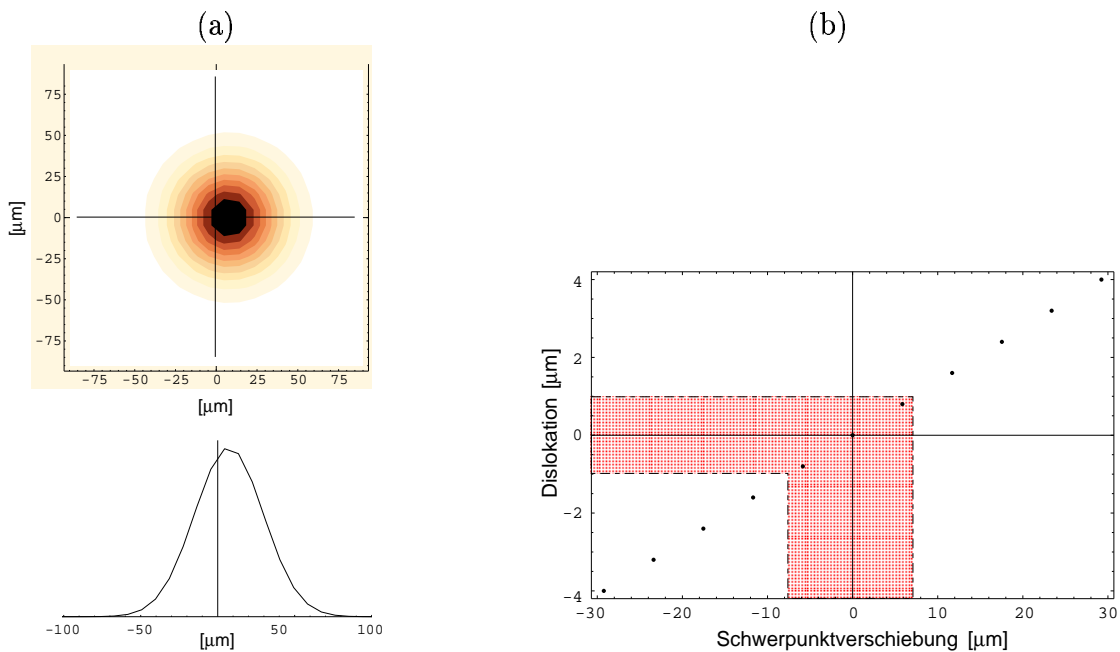 (a)
75
50
25
0
-25
-50
-75
[µm]
-75 -50 -25 0 25 50 75
[µm]
-100 -50 50 100
[µm]
(b)
4
2
0
-2
-4
Dislokation [µm]
-30 -20 -10 0 10 20 30
Schwerpunktverschiebung [µm]